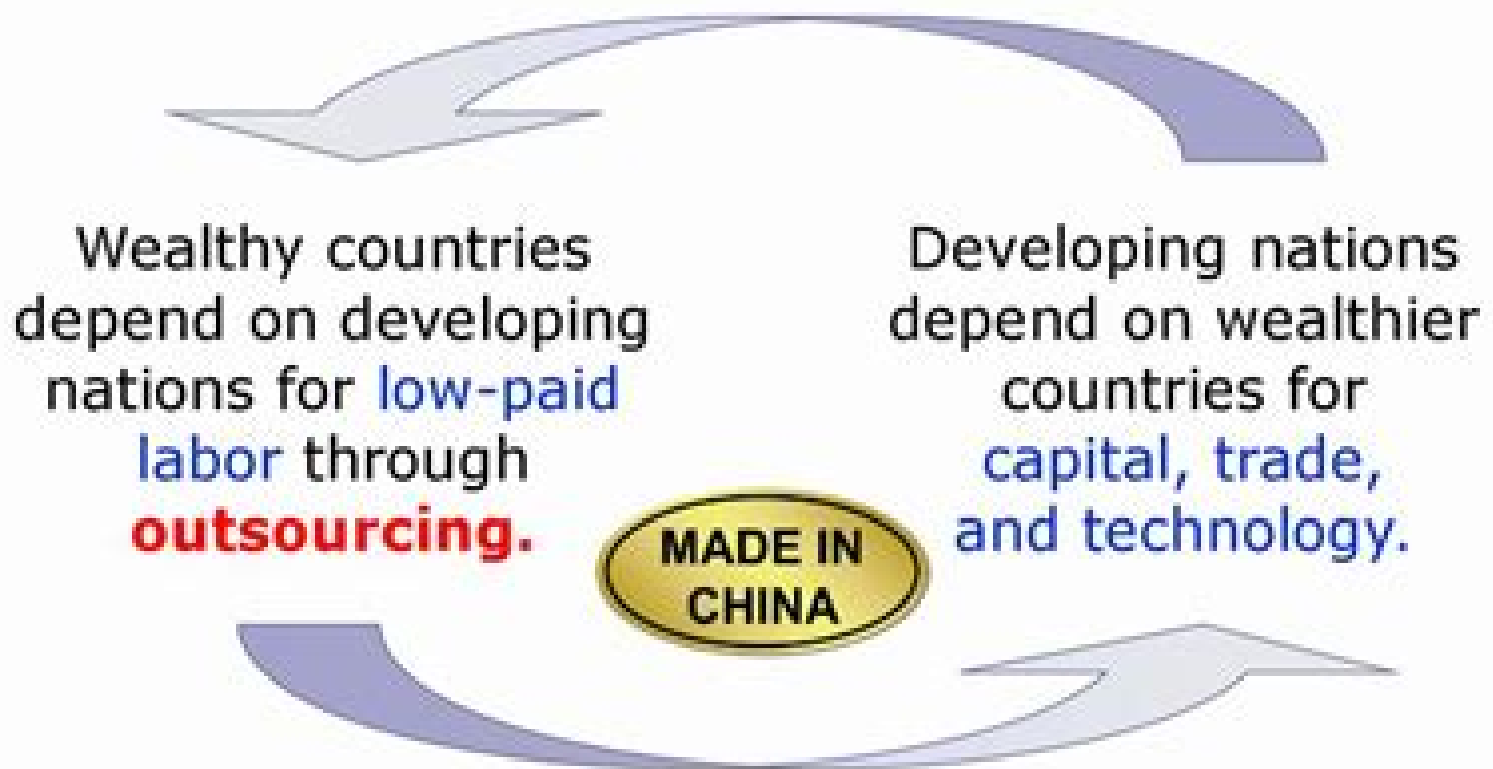 Wealthy countries
depend on developing
nations for low-paid
labor through
outsourcing.
Developing nations
depend on wealthier
countries for
capital, trade,
and technology.
MADE IN
CHINA